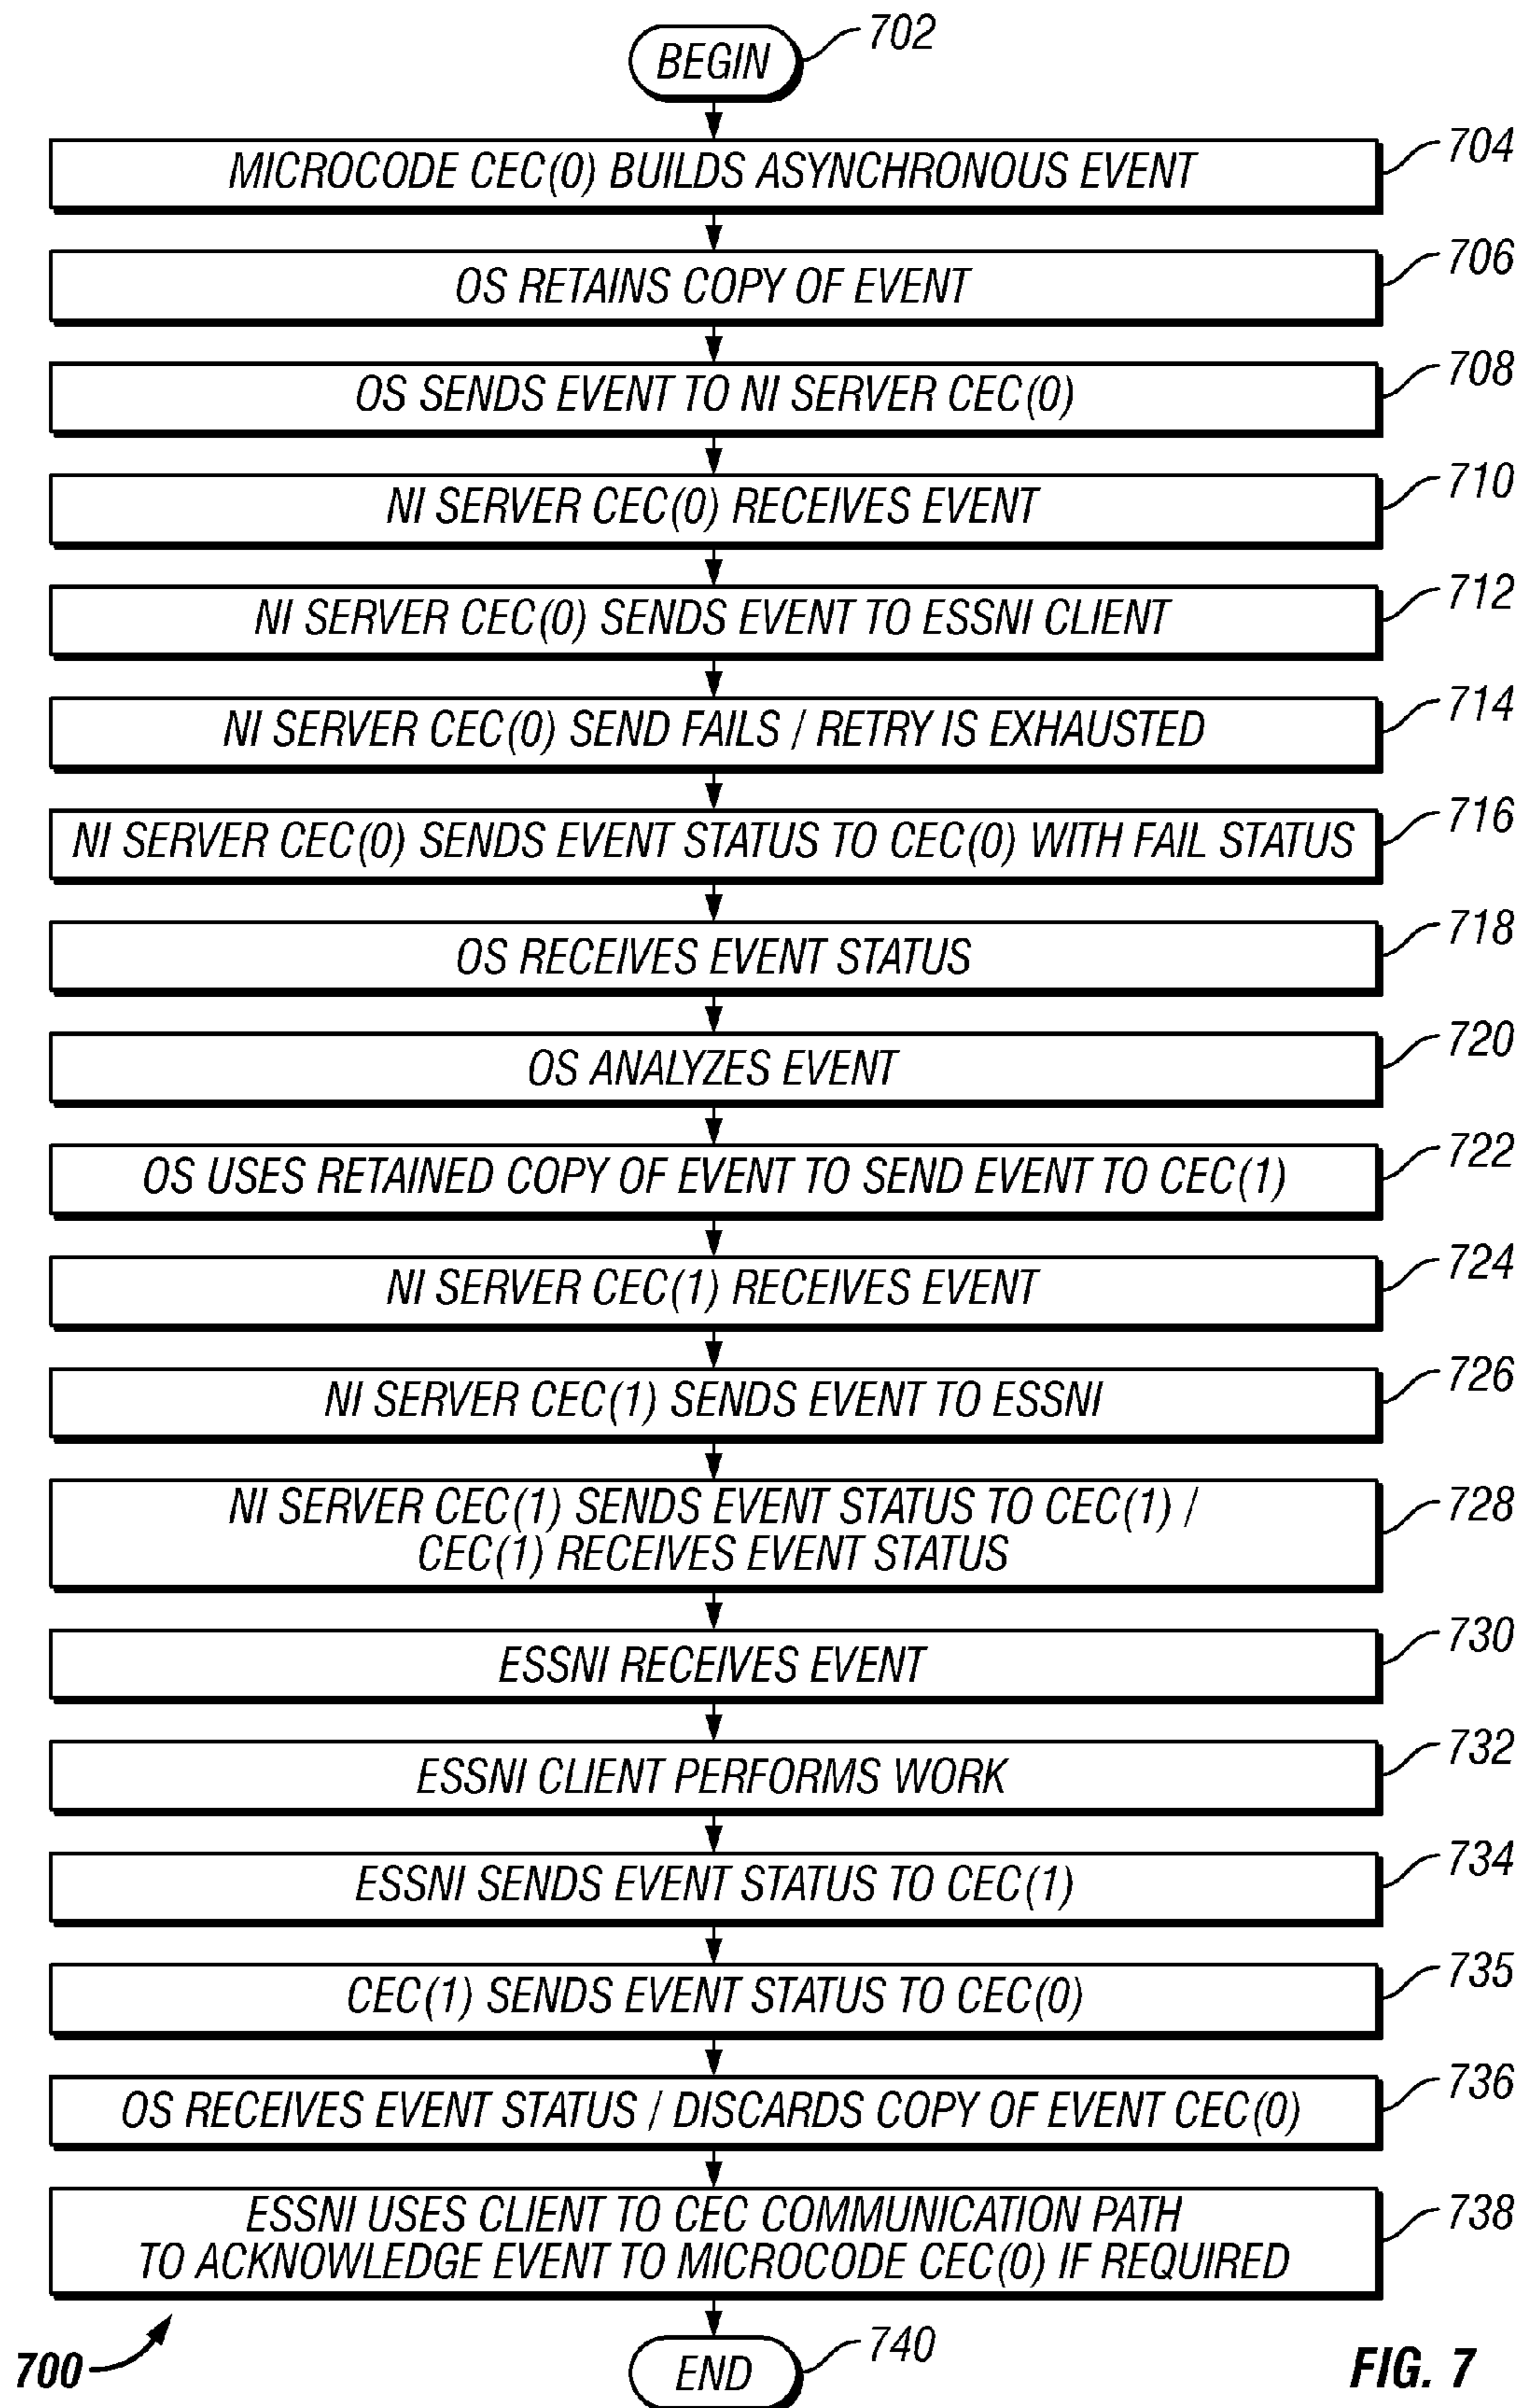 BEGIN
702
MICROCODE CEC(0) BUILDS ASYNCHRONOUS EVENT
704
OS RETAINS COPY OF EVENT
706
OS SENDS EVENT TO NI SERVER CEC(0)
708
NI SERVER CEC(0) RECEIVES EVENT
710
NI SERVER CEC(0) SENDS EVENT TO ESSNI CLIENT
712
NI SERVER CEC(0) SEND FAILS / RETRY IS EXHAUSTED
714
NI SERVER CEC(0) SENDS EVENT STATUS TO CEC(0) WITH FAIL STATUS
716
OS RECEIVES EVENT STATUS
718
OS ANALYZES EVENT
720
OS USES RETAINED COPY OF EVENT TO SEND EVENT TO CEC(1)
722
NI SERVER CEC(1) RECEIVES EVENT
724
NI SERVER CEC(1) SENDS EVENT TO ESSNI
726
NI SERVER CEC(1) SENDS EVENT STATUS TO CEC(1) /
CEC(1) RECEIVES EVENT STATUS
728
ESSNI RECEIVES EVENT
730
ESSNI CLIENT PERFORMS WORK
732
ESSNI SENDS EVENT STATUS TO CEC(1)
734
CEC(1) SENDS EVENT STATUS TO CEC(0)
735
OS RECEIVES EVENT STATUS / DISCARDS COPY OF EVENT CEC(0)
736
ESSNI USES CLIENT TO CEC COMMUNICATION PATH
TO ACKNOWLEDGE EVENT TO MICROCODE CEC(0) IF REQUIRED
738
END
740
700
FIG. 7